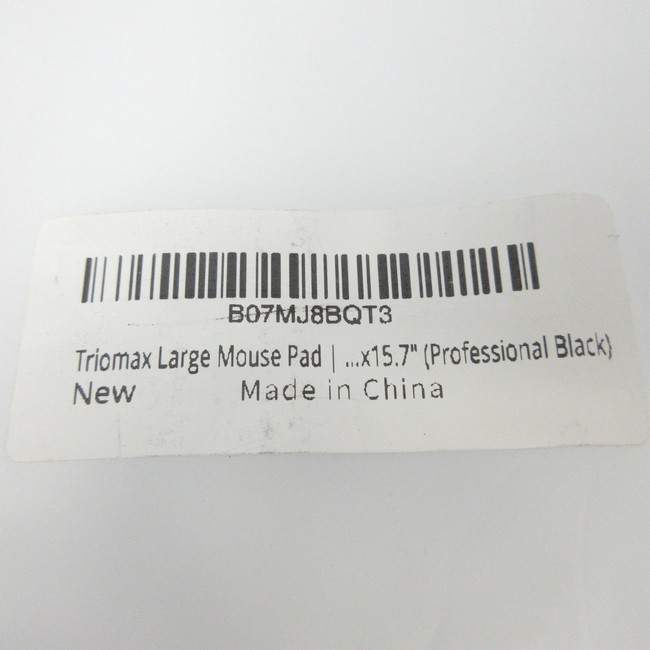 B07MJ8BQT3
Triomax Large Mouse Pad | ...x15.7" (Professional Black)
New Made in China